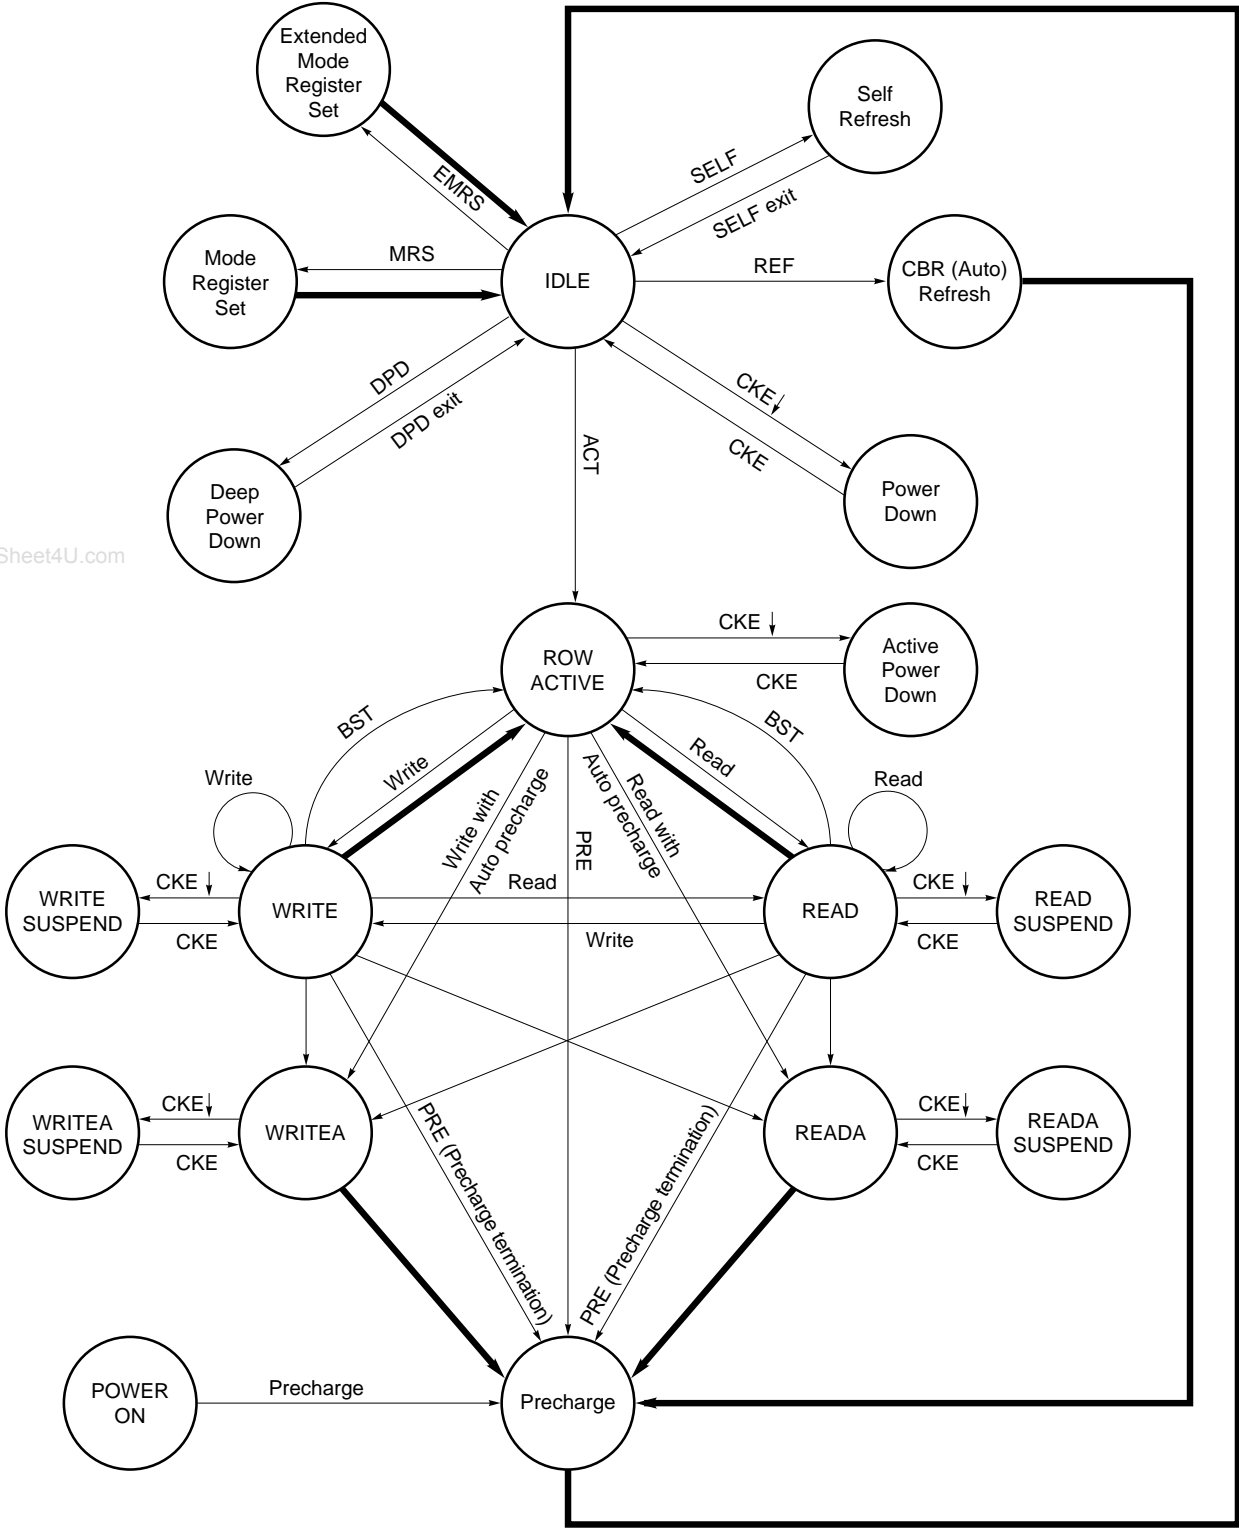 Extended
Mode
Register
Set
Self
Refresh
EMRS
SELF
SELF exit
Mode
Register
Set
MRS
IDLE
REF
CBR (Auto)
Refresh
DPD
DPD exit
CKE
CKE
ACT
Deep
Power
Down
Power
Down
Sheet4U.com
ROW
ACTIVE
CKE
CKE
Active
Power
Down
BST
BST
Write
Write
Read
Read
Write with
Auto precharge
PRE
Read with
Auto precharge
WRITE
SUSPEND
CKE
CKE
WRITE
Read
Write
READ
CKE
CKE
READ
SUSPEND
WRITEA
SUSPEND
CKE
CKE
WRITEA
PRE (Precharge termination)
PRE (Precharge termination)
READA
CKE
CKE
READA
SUSPEND
POWER
ON
Precharge
Precharge